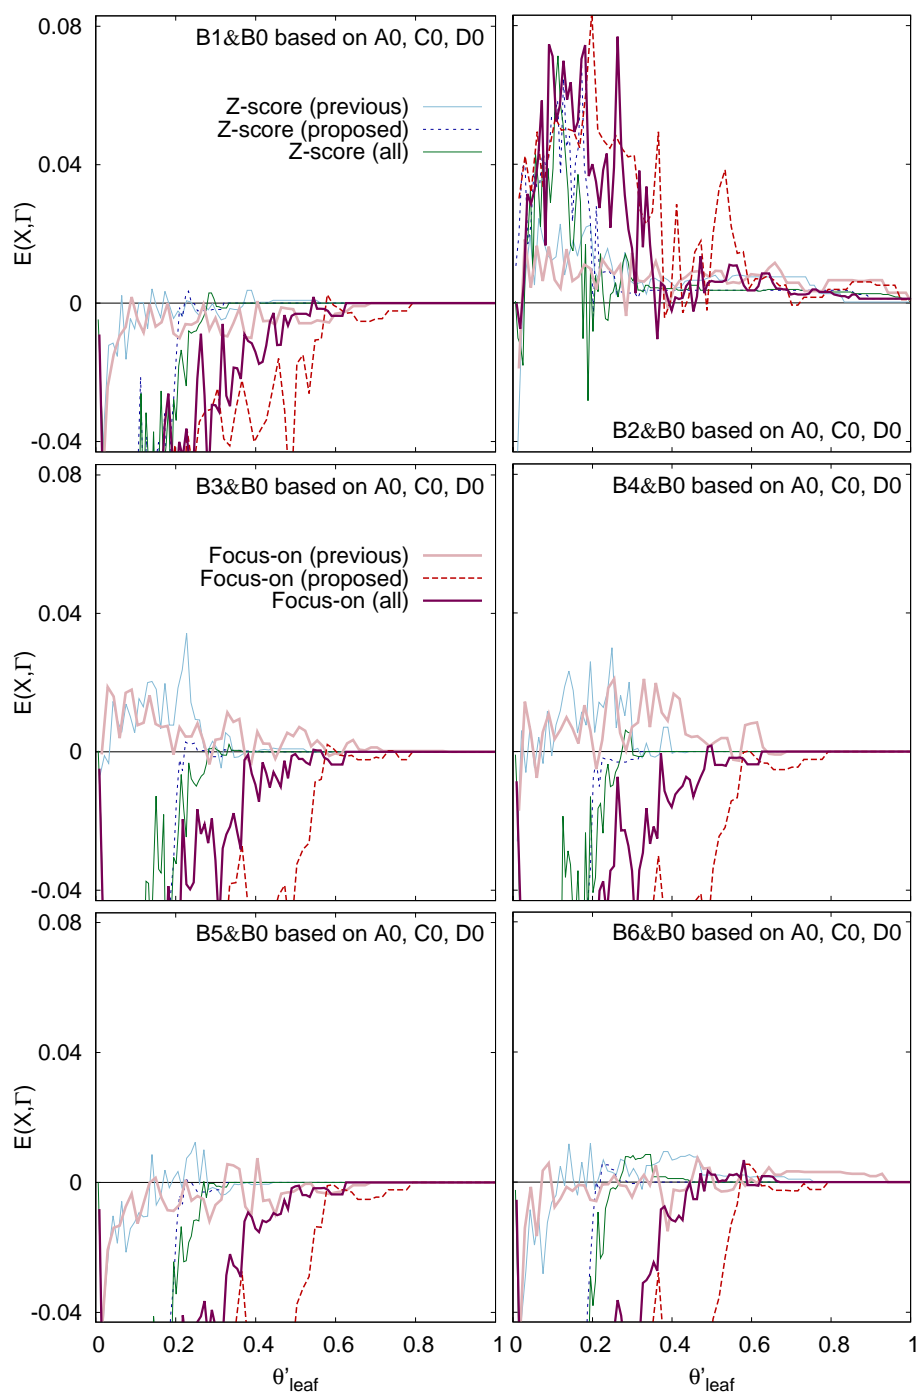 0.08
B1&B0 based on A0, C0, D0
Z-score (previous)
Z-score (proposed)
Z-score (all)
0.04
E(X,Γ)
0
-0.04
B2&B0 based on A0, C0, D0
0.08
B3&B0 based on A0, C0, D0
B4&B0 based on A0, C0, D0
Focus-on (previous)
Focus-on (proposed)
Focus-on (all)
0.04
E(X,Γ)
0
-0.04
0.08
B5&B0 based on A0, C0, D0
B6&B0 based on A0, C0, D0
0.04
E(X,Γ)
0
-0.04
0 0.2 0.4 0.6 0.8 1
0 0.2 0.4 0.6 0.8 1
θ'leaf
θ'leaf